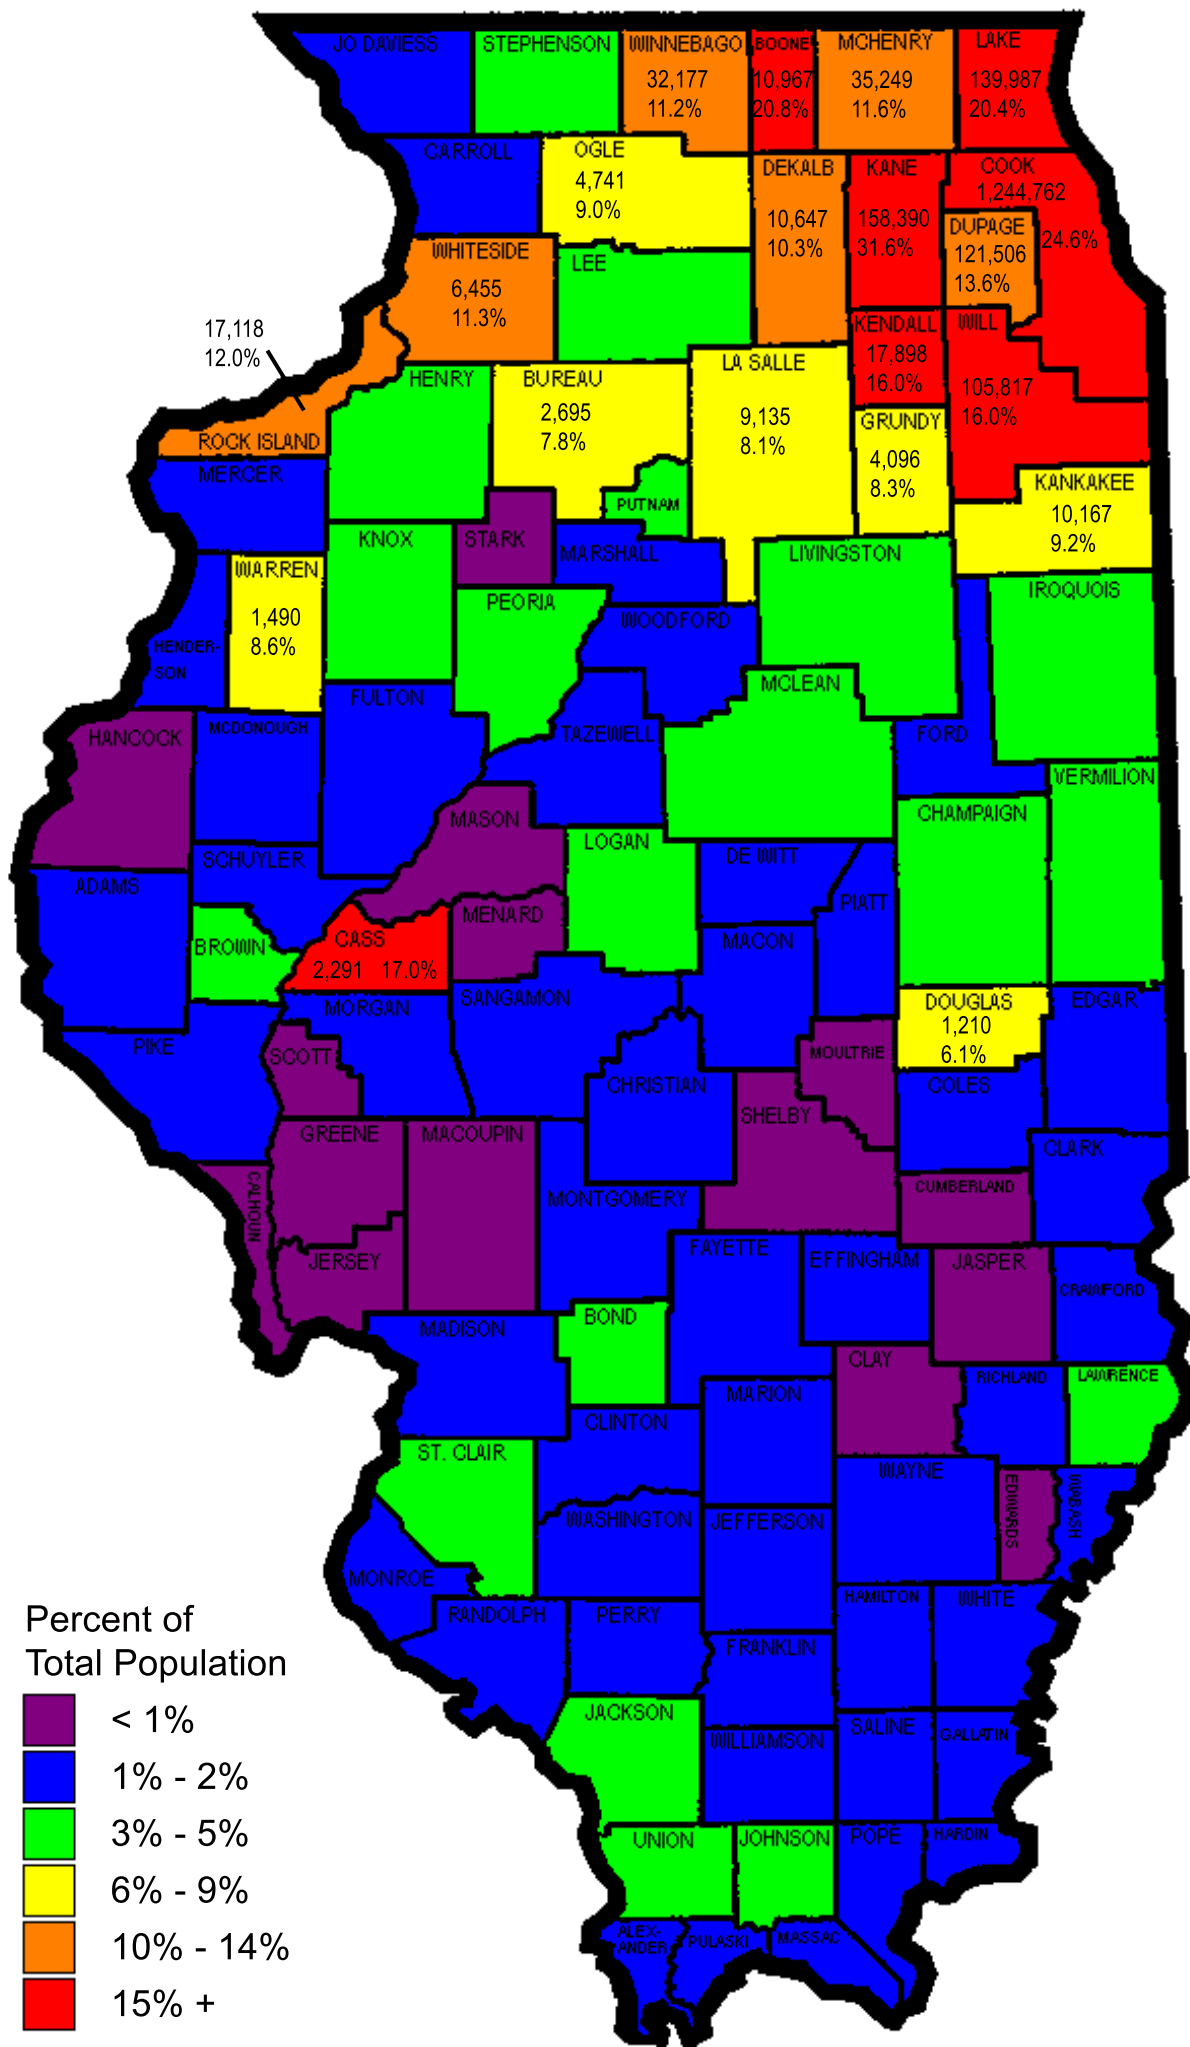 JO DAVIESS
STEPHENSON
WINNEBAGO
32,177
11.2%
BOONE
10,967
20.8%
MCHENRY
35,249
11.6%
LAKE
139,987
20.4%
CARROLL
OGLE
4,741
9.0%
DEKALB
10,647
10.3%
KANE
158,390
31.6%
COOK
1,244,762
24.6%
DUPAGE
121,506
13.6%
WHITESIDE
6,455
11.3%
LEE
17,118
12.0%
ROCK ISLAND
KENDALL
17,898
16.0%
WILL
105,817
16.0%
HENRY
BUREAU
2,695
7.8%
LA SALLE
9,135
8.1%
GRUNDY
4,096
8.3%
MERCER
PUTNAM
KANKAKEE
10,167
9.2%
KNOX
STARK
MARSHALL
LIVINGSTON
WARREN
1,490
8.6%
HENDER-
SON
PEORIA
WOODFORD
IROQUOIS
FULTON
MCLEAN
HANCOCK
MCDONOUGH
TAZEWELL
FORD
VERMILION
MASON
LOGAN
CHAMPAIGN
SCHUYLER
ADAMS
DE WITT
PIATT
BROWN
CASS
2,291 17.0%
MENARD
MACON
MORGAN
SANGAMON
DOUGLAS
1,210
6.1%
EDGAR
PIKE
SCOTT
MOULTRIE
CHRISTIAN
COLES
GREENE
MACOUPIN
SHELBY
CLARK
CALHOUN
MONTGOMERY
CUMBERLAND
JERSEY
FAYETTE
EFFINGHAM
JASPER
CRAWFORD
MADISON
BOND
CLAY
RICHLAND
LAWRENCE
MARION
CLINTON
ST. CLAIR
WAYNE
EDWARDS
WABASH
WASHINGTON
JEFFERSON
MONROE
RANDOLPH
PERRY
HAMILTON
WHITE
FRANKLIN
JACKSON
WILLIAMSON
SALINE
GALLATIN
UNION
JOHNSON
POPE
HARDIN
ALEX-
ANDER
PULASKI
MASSAC
Percent of
Total Population
< 1%
1% - 2%
3% - 5%
6% - 9%
10% - 14%
15% +